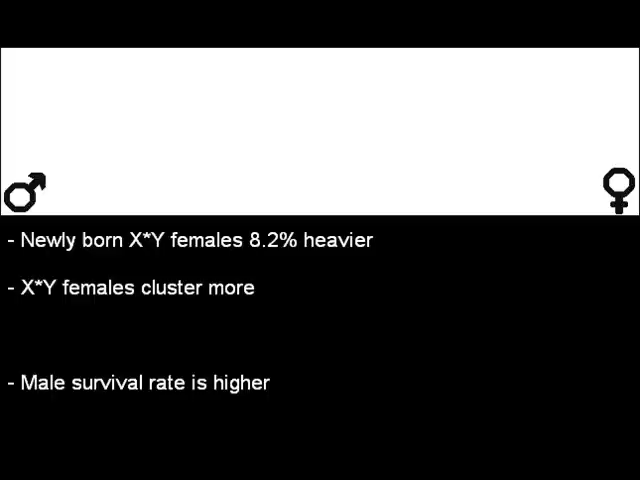 - Newly born X*Y females 8.2% heavier
- X*Y females cluster more
- Male survival rate is higher